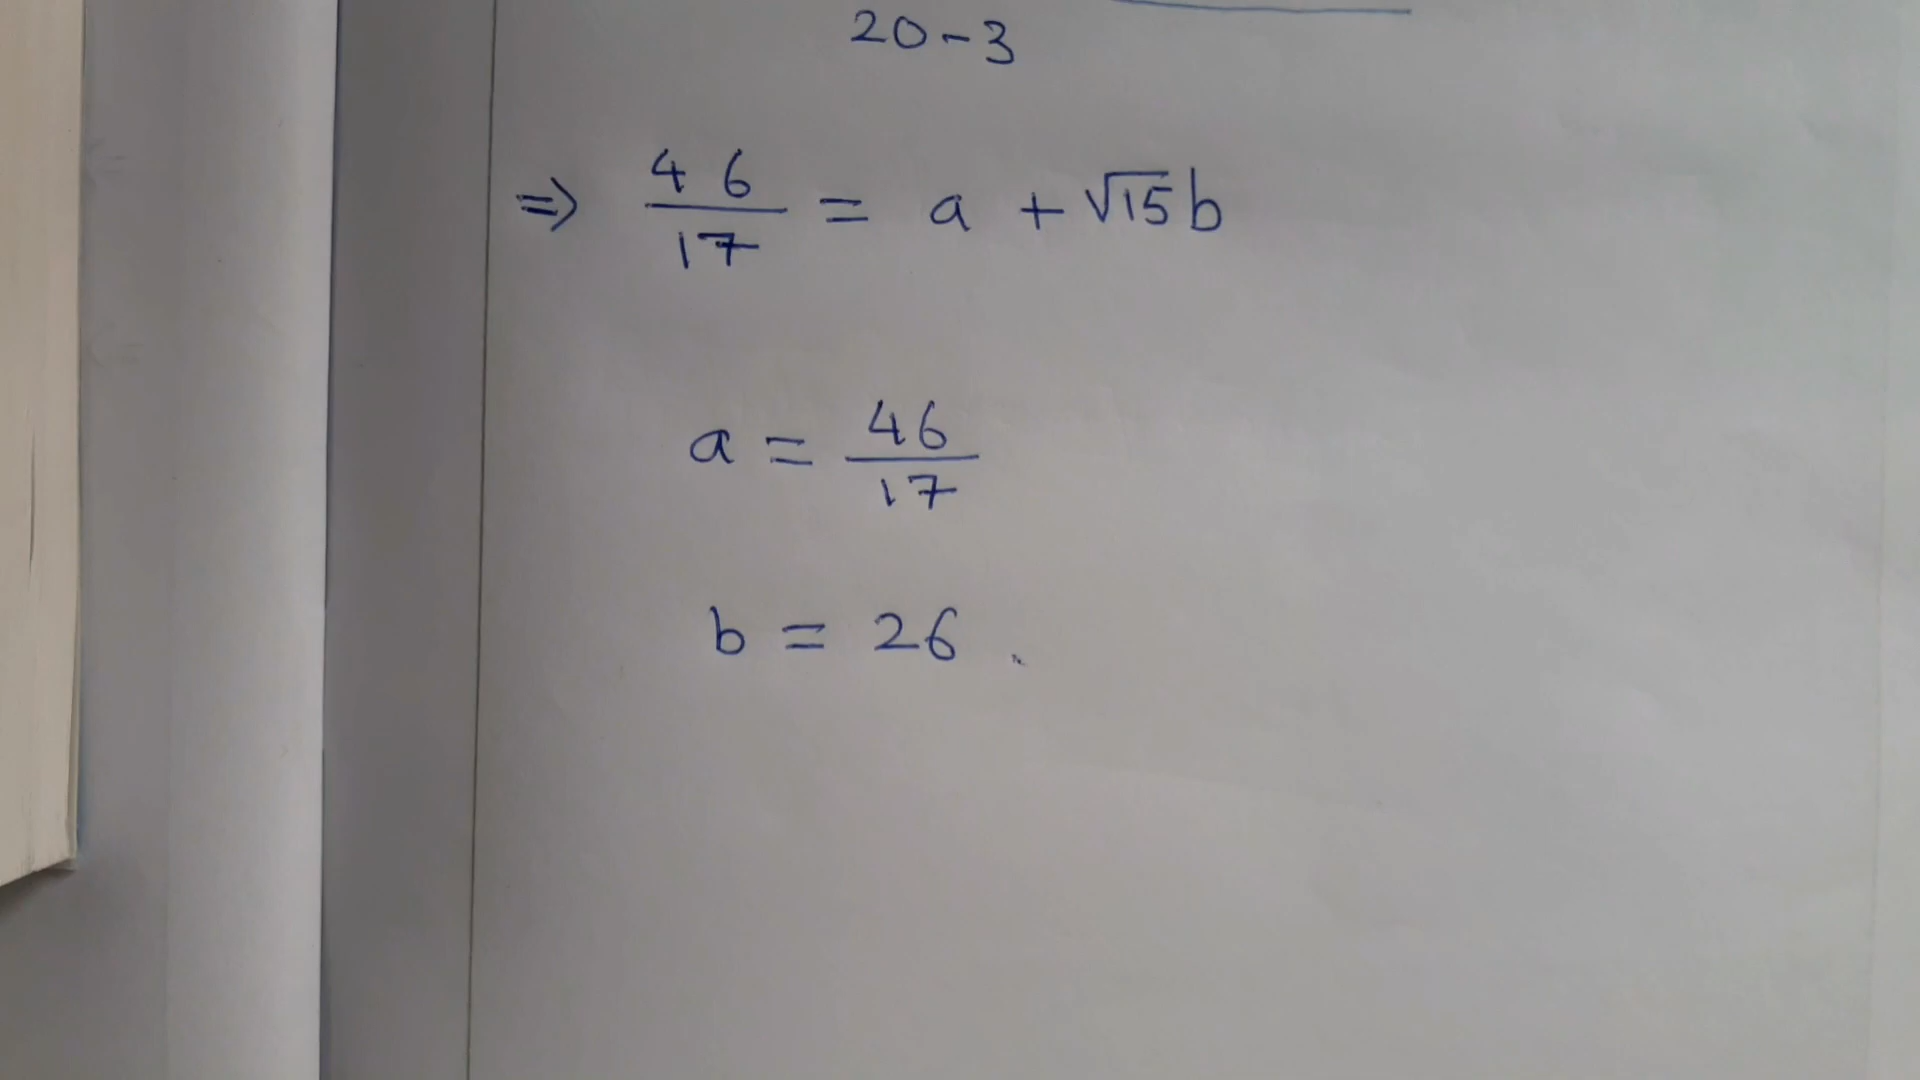 20-3
⇒ 46/17 = a + √15 b
a = 46/17
b = 26.